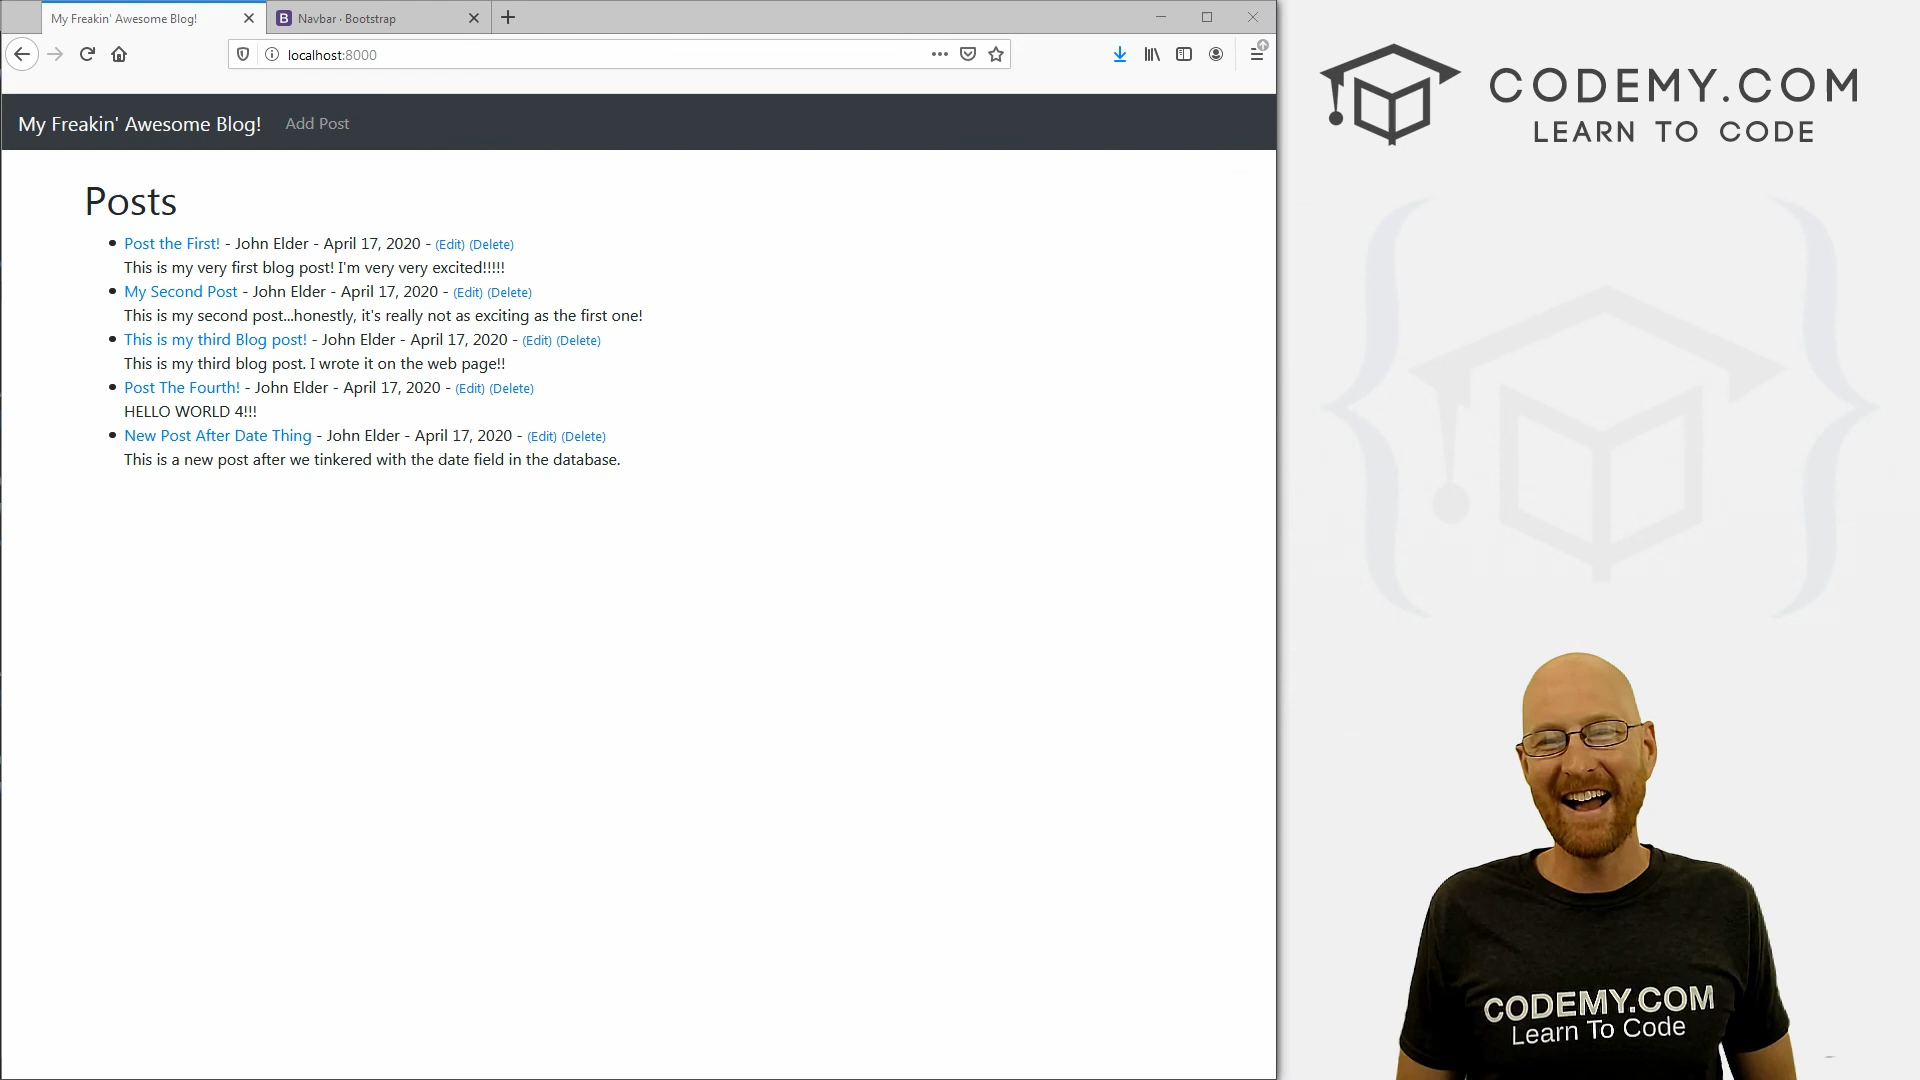 My Freakin' Awesome Blog!
Navbar · Bootstrap
localhost:8000
My Freakin' Awesome Blog! Add Post
Posts
Post the First! - John Elder - April 17, 2020 - (Edit) (Delete)
This is my very first blog post! I'm very very excited!!!!!
My Second Post - John Elder - April 17, 2020 - (Edit) (Delete)
This is my second post...honestly, it's really not as exciting as the first one!
This is my third Blog post! - John Elder - April 17, 2020 - (Edit) (Delete)
This is my third blog post. I wrote it on the web page!!
Post The Fourth! - John Elder - April 17, 2020 - (Edit) (Delete)
HELLO WORLD 4!!!
New Post After Date Thing - John Elder - April 17, 2020 - (Edit) (Delete)
This is a new post after we tinkered with the date field in the database.
CODEMY.COM
LEARN TO CODE
CODEMY.COM
Learn To Code